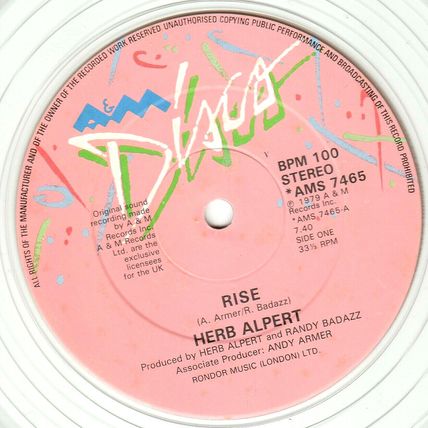 ALL RIGHTS OF THE MANUFACTURER AND OF THE OWNER OF THE RECORDED WORK RESERVED UNAUTHORISED COPYING PUBLIC PERFORMANCE AND BROADCASTING OF THIS RECORD PROHIBITED
A&M
Disco
BPM 100
STEREO
*AMS 7465
℗ 1979 A & M
Records Inc.
*AMS 7465-A
7.40
SIDE ONE
33⅓ RPM
Original sound
recording made
by A & M
Records Inc.
A & M Records
Ltd. are the
exclusive
licensees
for the UK
RISE
(A. Armer/R. Badazz)
HERB ALPERT
Produced by HERB ALPERT and RANDY BADAZZ
Associate Producer: ANDY ARMER
RONDOR MUSIC (LONDON) LTD.